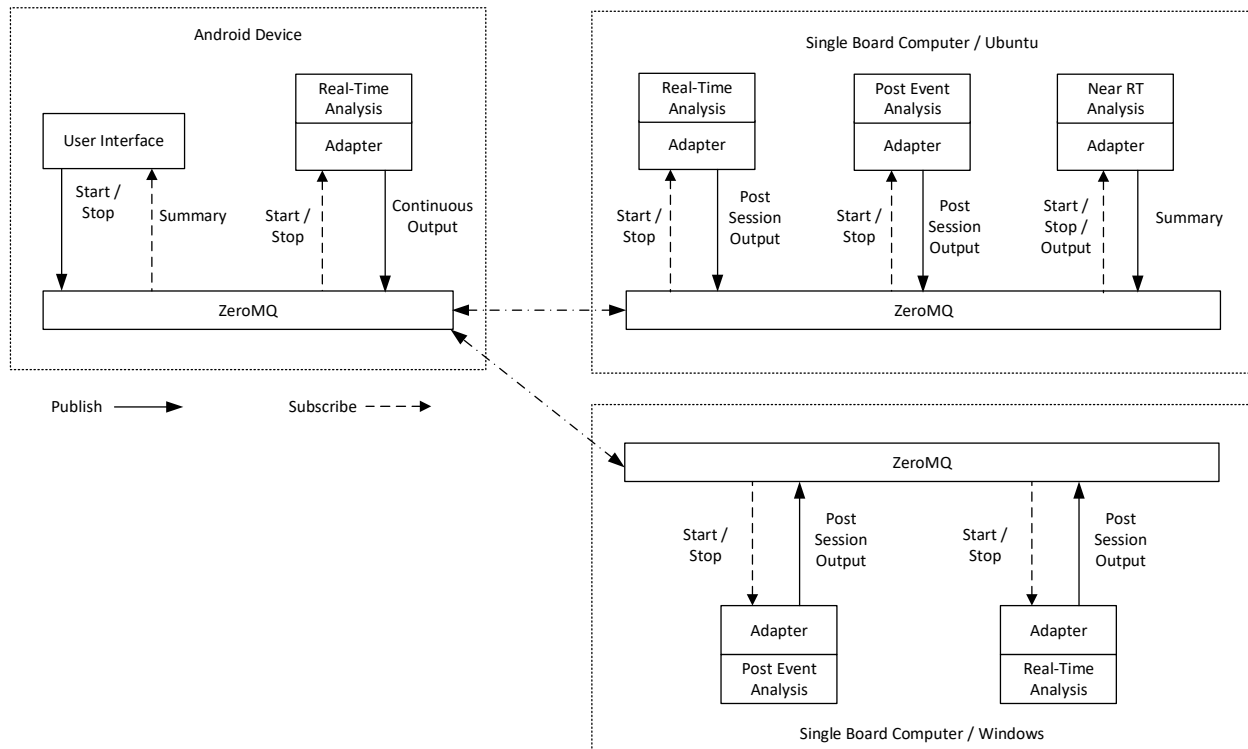 Android Device
User Interface
Real-Time
Analysis
Adapter
Start /
Stop
Summary
Start /
Stop
Continuous
Output
ZeroMQ
Publish
Subscribe
Single Board Computer / Ubuntu
Real-Time
Analysis
Adapter
Post Event
Analysis
Adapter
Near RT
Analysis
Adapter
Start /
Stop
Post
Session
Output
Start /
Stop
Post
Session
Output
Start /
Stop /
Output
Summary
ZeroMQ
ZeroMQ
Start /
Stop
Post
Session
Output
Start /
Stop
Post
Session
Output
Adapter
Post Event
Analysis
Adapter
Real-Time
Analysis
Single Board Computer / Windows